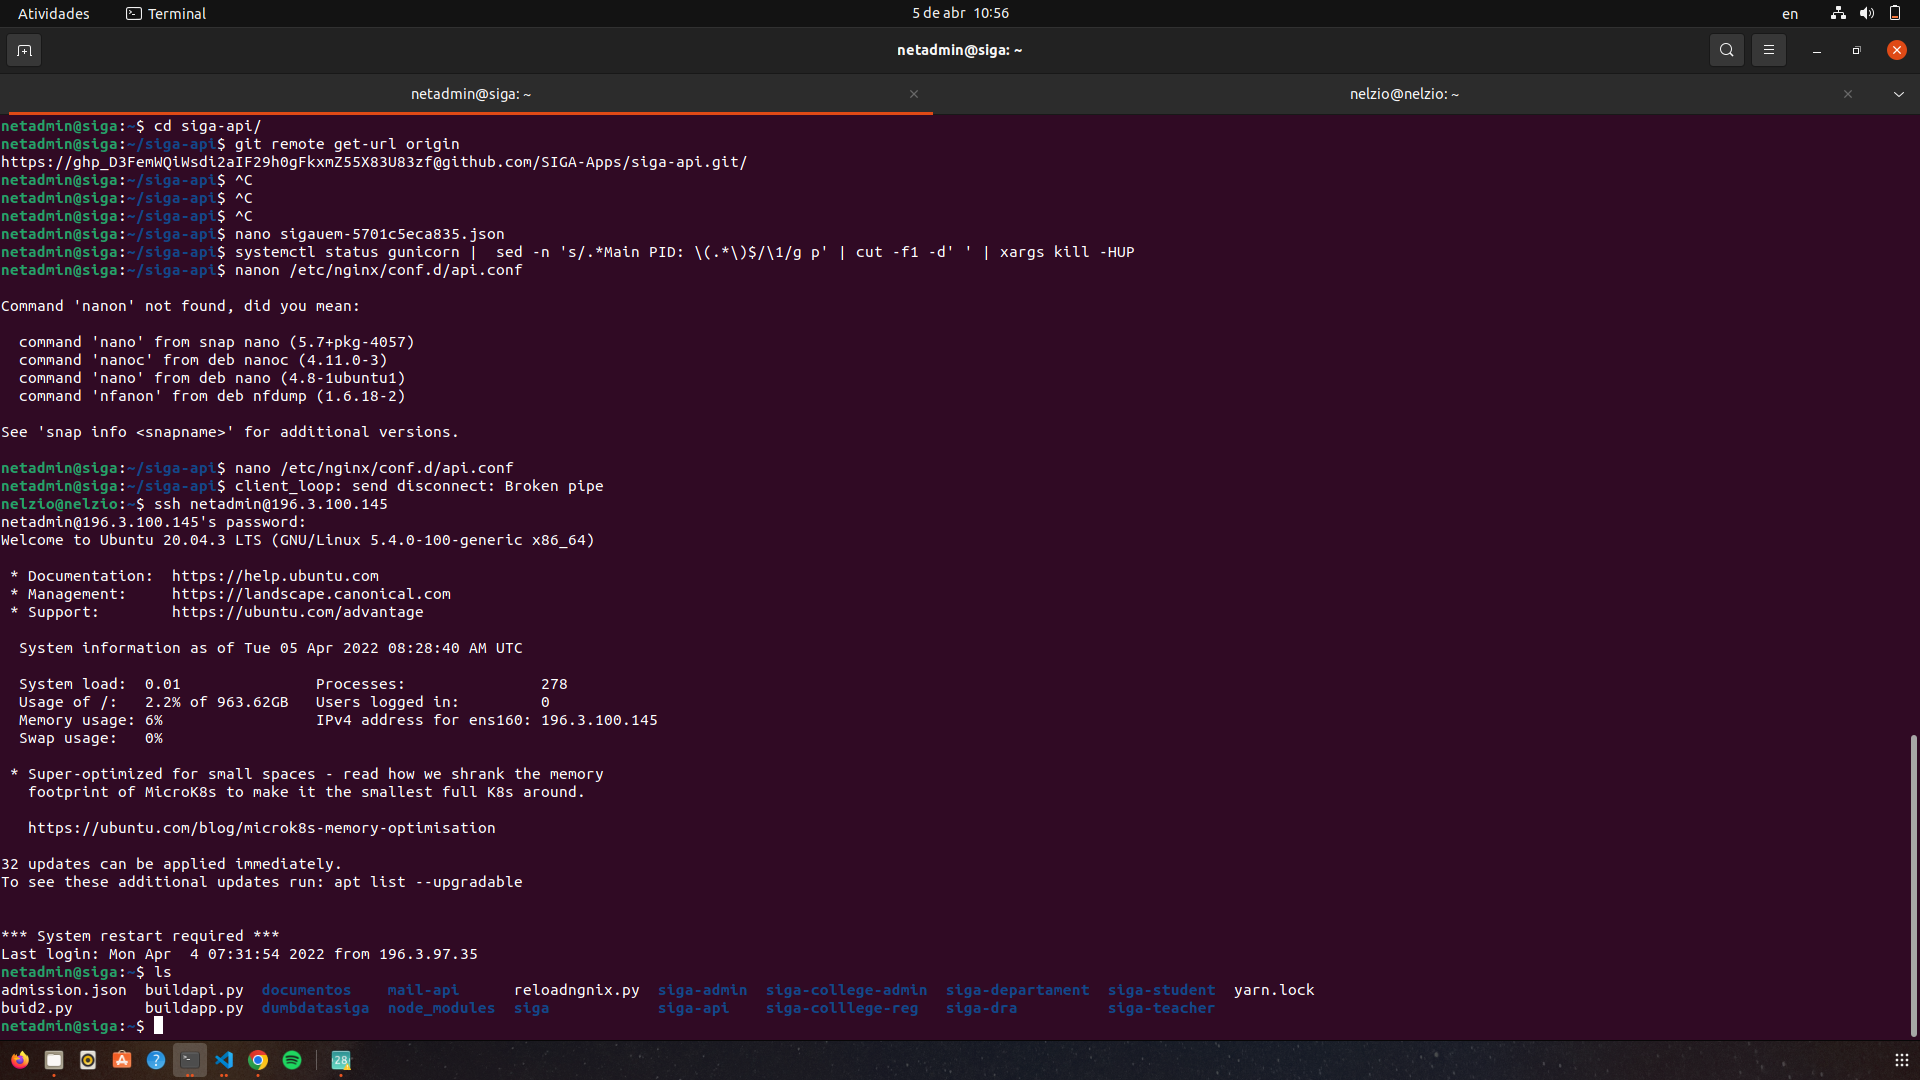 Atividades
Terminal
5 de abr 10:56
en
netadmin@siga: ~
netadmin@siga: ~
nelzio@nelzio: ~
netadmin@siga:~$ cd siga-api/
netadmin@siga:~/siga-api$ git remote get-url origin
https://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@github.com/SIGA-Apps/siga-api.git/
netadmin@siga:~/siga-api$ ^C
netadmin@siga:~/siga-api$ ^C
netadmin@siga:~/siga-api$ ^C
netadmin@siga:~/siga-api$ nano sigauem-5701c5eca835.json
netadmin@siga:~/siga-api$ systemctl status gunicorn |  sed -n 's/.*Main PID: \(.*\)$/\1/g p' | cut -f1 -d' ' | xargs kill -HUP
netadmin@siga:~/siga-api$ nanon /etc/nginx/conf.d/api.conf
Command 'nanon' not found, did you mean:
command 'nano' from snap nano (5.7+pkg-4057)
command 'nanoc' from deb nanoc (4.11.0-3)
command 'nano' from deb nano (4.8-1ubuntu1)
command 'nfanon' from deb nfdump (1.6.18-2)
See 'snap info <snapname>' for additional versions.
netadmin@siga:~/siga-api$ nano /etc/nginx/conf.d/api.conf
netadmin@siga:~/siga-api$ client_loop: send disconnect: Broken pipe
nelzio@nelzio:~$ ssh netadmin@196.3.100.145
netadmin@196.3.100.145's password:
Welcome to Ubuntu 20.04.3 LTS (GNU/Linux 5.4.0-100-generic x86_64)
* Documentation:  https://help.ubuntu.com
* Management:     https://landscape.canonical.com
* Support:        https://ubuntu.com/advantage
System information as of Tue 05 Apr 2022 08:28:40 AM UTC
System load:  0.01               Processes:               278
Usage of /:   2.2% of 963.62GB   Users logged in:         0
Memory usage: 6%                 IPv4 address for ens160: 196.3.100.145
Swap usage:   0%
* Super-optimized for small spaces - read how we shrank the memory
footprint of MicroK8s to make it the smallest full K8s around.
https://ubuntu.com/blog/microk8s-memory-optimisation
32 updates can be applied immediately.
To see these additional updates run: apt list --upgradable
*** System restart required ***
Last login: Mon Apr  4 07:31:54 2022 from 196.3.97.35
netadmin@siga:~$ ls
admission.json  buildapi.py  documentos    mail-api      reloadngnix.py  siga-admin  siga-college-admin  siga-departament  siga-student  yarn.lock
buid2.py        buildapp.py  dumbdatasiga  node_modules  siga            siga-api    siga-colllege-reg   siga-dra          siga-teacher
netadmin@siga:~$
28